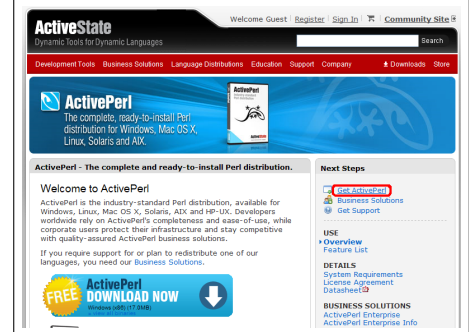 Welcome Guest | Register | Sign In | Community Site
ActiveState
Dynamic Tools for Dynamic Languages
Search
Development Tools Business Solutions Language Distributions Education Support Company Downloads Store
ActivePerl
The complete, ready-to-install Perl
distribution for Windows, Mac OS X,
Linux, Solaris and AIX.
ActivePerl
ActivePerl - The complete and ready-to-install Perl distribution.
Welcome to ActivePerl
ActivePerl is the industry-standard Perl distribution, available for
Windows, Linux, Mac OS X, Solaris, AIX and HP-UX. Developers
worldwide rely on ActivePerl's completeness and ease-of-use, while
corporate users protect their infrastructure and stay competitive
with quality-assured ActivePerl business solutions.
If you require support for or plan to redistribute one of our
languages, you need our Business Solutions.
FREE
ActivePerl
DOWNLOAD NOW
Windows (x86) (17.0MB)
Next Steps
Get ActivePerl
Business Solutions
Get Support
USE
Overview
Feature List
DETAILS
System Requirements
License Agreement
Datasheet
BUSINESS SOLUTIONS
ActivePerl Enterprise
ActivePerl Enterprise Info